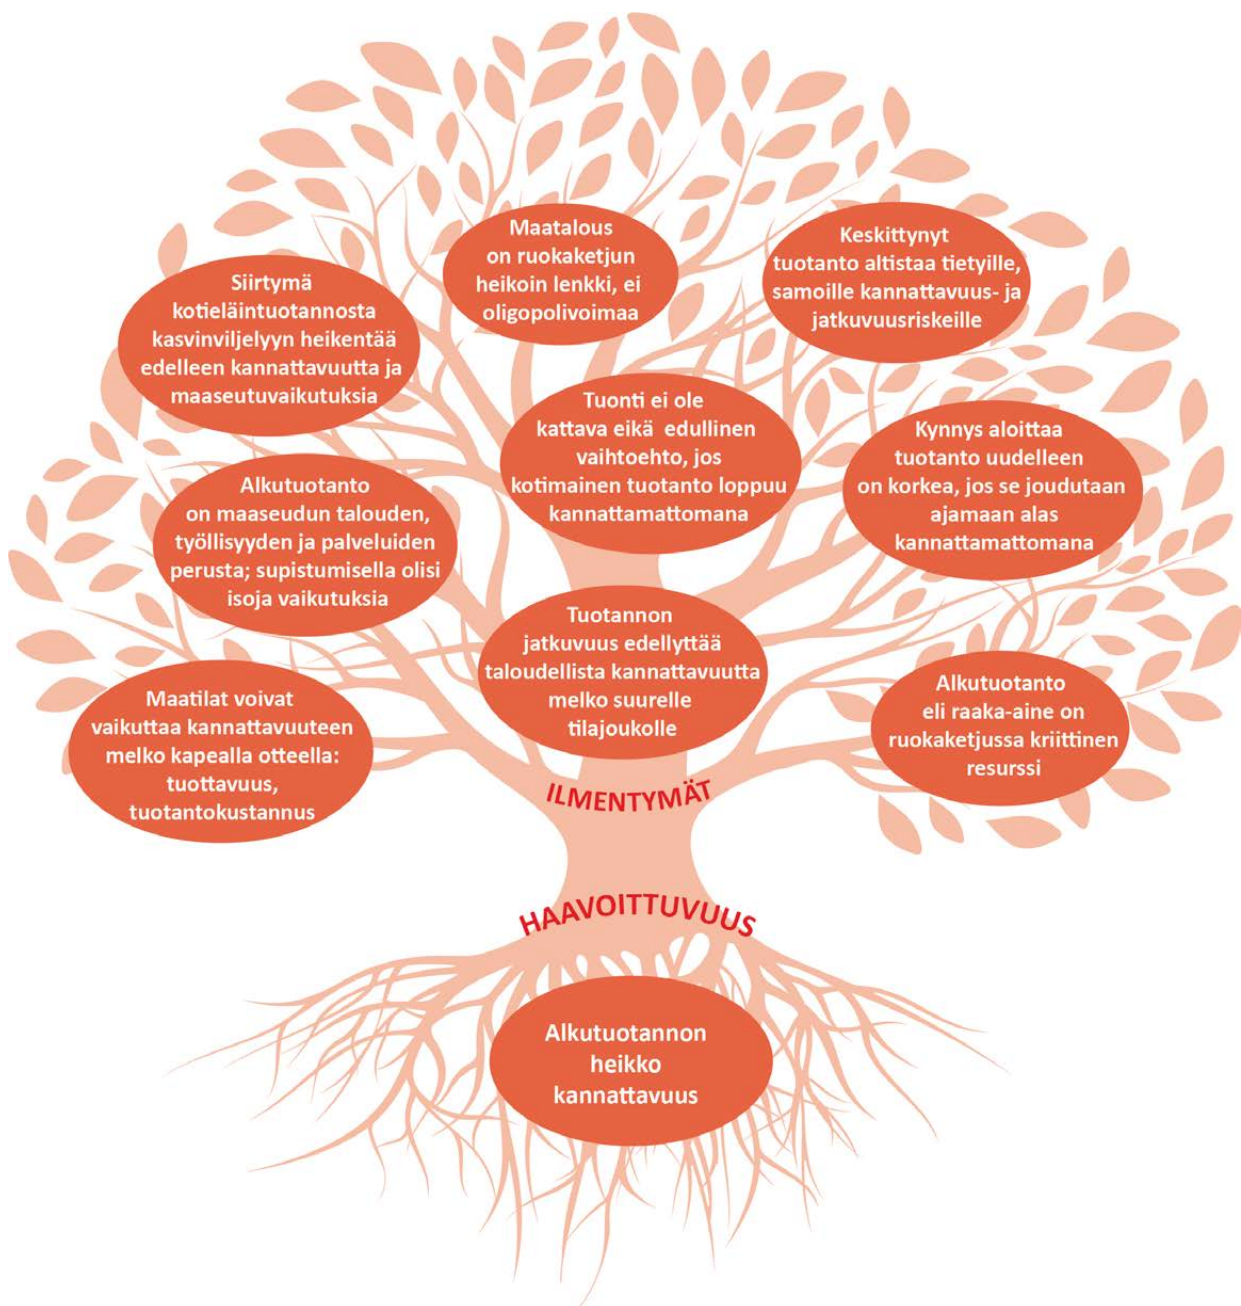 Maatalous
on ruokaketjun
heikoin lenkki, ei
oligopolivoimaa
Keskittynyt
tuotanto altistaa tietyille,
samoille kannattavuus- ja
jatkuvuusriskeille
Siirtymä
kotieläintuotannosta
kasvinviljelyyn heikentää
edelleen kannattavuutta ja
maaseutuvaikutuksia
Tuonti ei ole
kattava eikä edullinen
vaihtoehto, jos
kotimainen tuotanto loppuu
kannattamattomana
Kynnys aloittaa
tuotanto uudelleen
on korkea, jos se joudutaan
ajamaan alas
kannattamattomana
Alkutuotanto
on maaseudun talouden,
työllisyyden ja palveluiden
perusta; supistumisella olisi
isoja vaikutuksia
Tuotannon
jatkuvuus edellyttää
taloudellista kannattavuutta
melko suurelle
tilajoukolle
Maatilat voivat
vaikuttaa kannattavuuteen
melko kapealla otteella:
tuottavuus,
tuotantokustannus
Alkutuotanto
eli raaka-aine on
ruokaketjussa kriittinen
resurssi
ILMENTYMÄT
HAAVOITTUVUUS
Alkutuotannon
heikko
kannattavuus